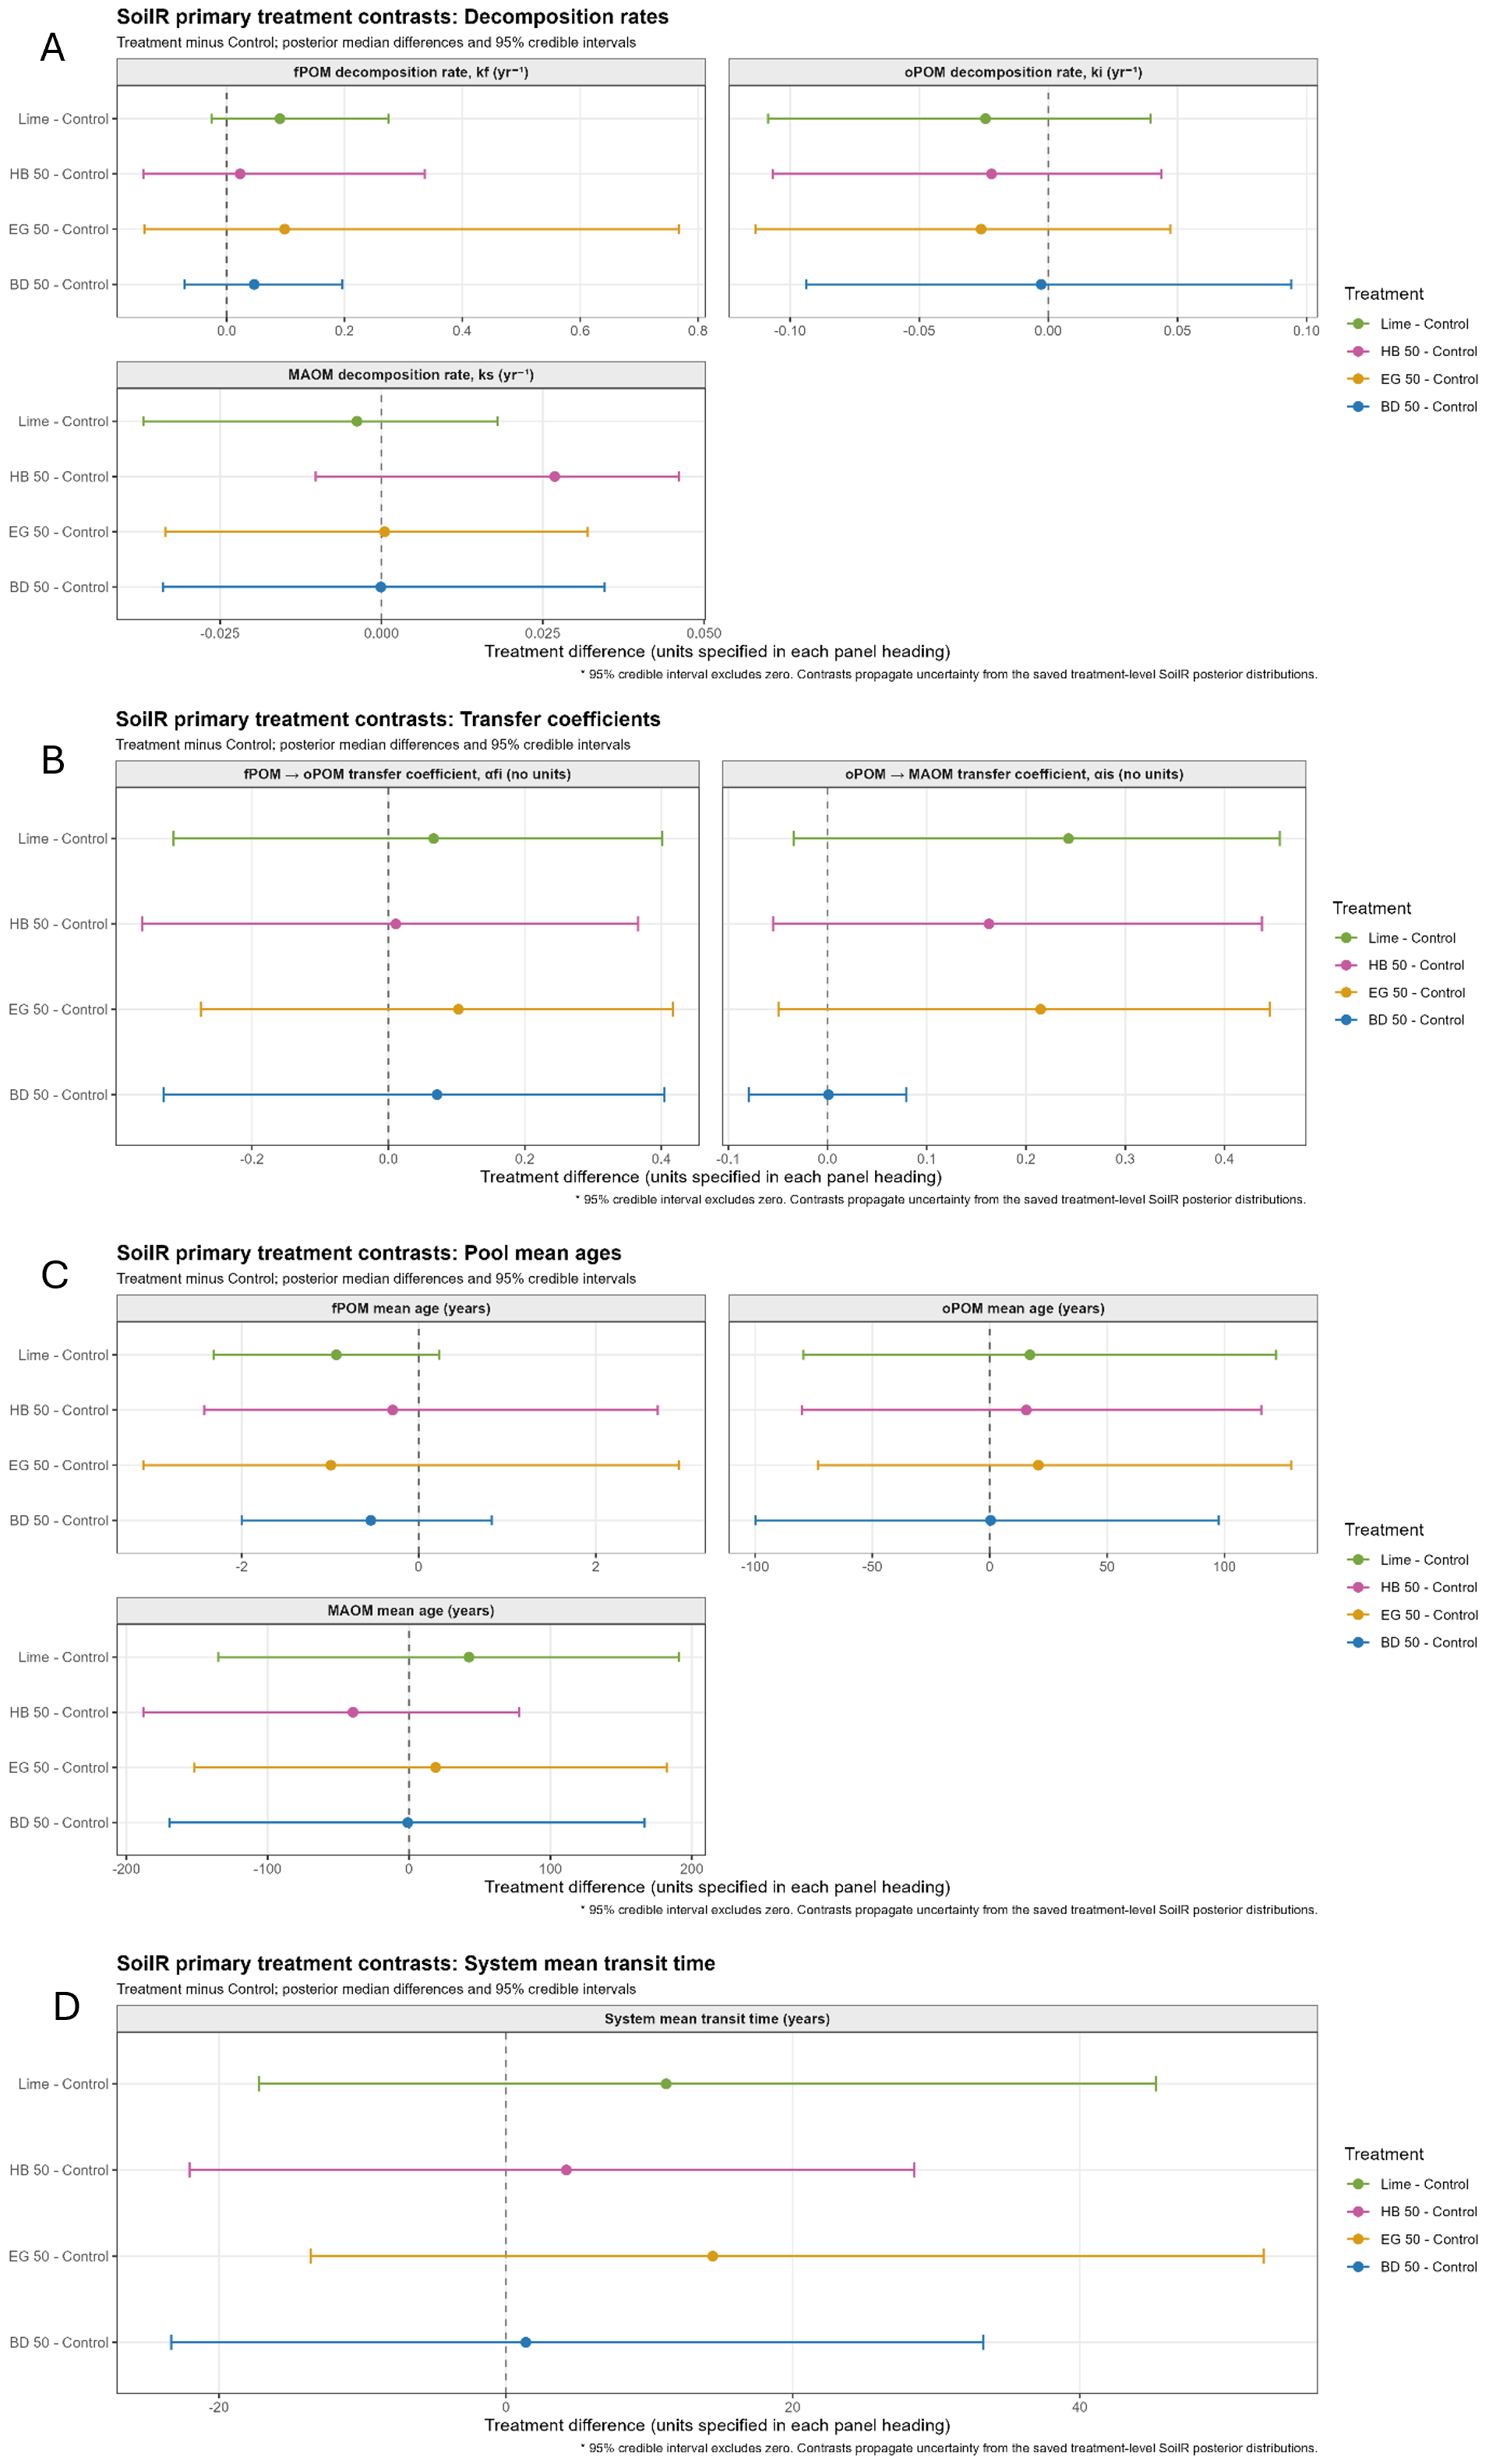 A
SoilR primary treatment contrasts: Decomposition rates
Treatment minus Control; posterior median differences and 95% credible intervals
fPOM decomposition rate, kf (yr⁻¹)
oPOM decomposition rate, ki (yr⁻¹)
Lime - Control
HB 50 - Control
EG 50 - Control
BD 50 - Control
0.0 0.2 0.4 0.6 0.8
-0.10 -0.05 0.00 0.05 0.10
Treatment
Lime - Control
HB 50 - Control
EG 50 - Control
BD 50 - Control
MAOM decomposition rate, ks (yr⁻¹)
Lime - Control
HB 50 - Control
EG 50 - Control
BD 50 - Control
-0.025 0.000 0.025 0.050
Treatment difference (units specified in each panel heading)
* 95% credible interval excludes zero. Contrasts propagate uncertainty from the saved treatment-level SoilR posterior distributions.
B
SoilR primary treatment contrasts: Transfer coefficients
Treatment minus Control; posterior median differences and 95% credible intervals
fPOM → oPOM transfer coefficient, αfi (no units)
oPOM → MAOM transfer coefficient, αis (no units)
Lime - Control
HB 50 - Control
EG 50 - Control
BD 50 - Control
-0.2 0.0 0.2 0.4
-0.1 0.0 0.1 0.2 0.3 0.4
Treatment
Lime - Control
HB 50 - Control
EG 50 - Control
BD 50 - Control
Treatment difference (units specified in each panel heading)
* 95% credible interval excludes zero. Contrasts propagate uncertainty from the saved treatment-level SoilR posterior distributions.
C
SoilR primary treatment contrasts: Pool mean ages
Treatment minus Control; posterior median differences and 95% credible intervals
fPOM mean age (years)
oPOM mean age (years)
Lime - Control
HB 50 - Control
EG 50 - Control
BD 50 - Control
-2 0 2
-100 -50 0 50 100
Treatment
Lime - Control
HB 50 - Control
EG 50 - Control
BD 50 - Control
MAOM mean age (years)
Lime - Control
HB 50 - Control
EG 50 - Control
BD 50 - Control
-200 -100 0 100 200
Treatment difference (units specified in each panel heading)
* 95% credible interval excludes zero. Contrasts propagate uncertainty from the saved treatment-level SoilR posterior distributions.
D
SoilR primary treatment contrasts: System mean transit time
Treatment minus Control; posterior median differences and 95% credible intervals
System mean transit time (years)
Lime - Control
HB 50 - Control
EG 50 - Control
BD 50 - Control
-20 0 20 40
Treatment
Lime - Control
HB 50 - Control
EG 50 - Control
BD 50 - Control
Treatment difference (units specified in each panel heading)
* 95% credible interval excludes zero. Contrasts propagate uncertainty from the saved treatment-level SoilR posterior distributions.